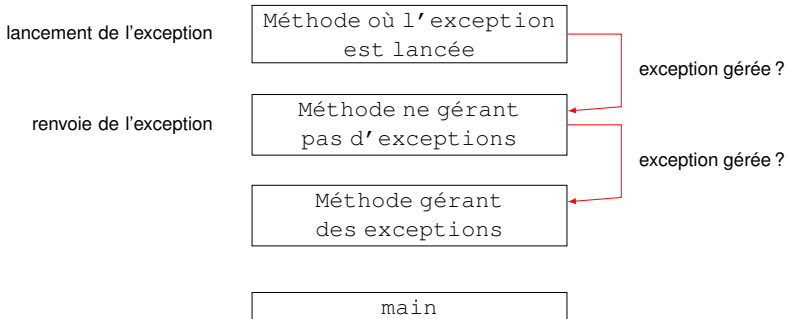 lancement de l'exception
Méthode où l'exception
est lancée
exception gérée ?
renvoie de l'exception
Méthode ne gérant
pas d'exceptions
exception gérée ?
Méthode gérant
des exceptions
main